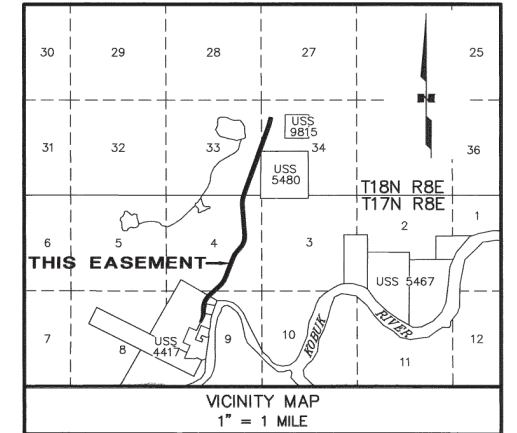 30 29 28 27 25
USS
9815
31 32 33 34 36
USS
5480
T18N R8E
T17N R8E
6 5 4 3 2 1
THIS EASEMENT
USS 5467
7 8 USS
4417
9 10 KOBUK RIVER 11 12
N
VICINITY MAP
1" = 1 MILE